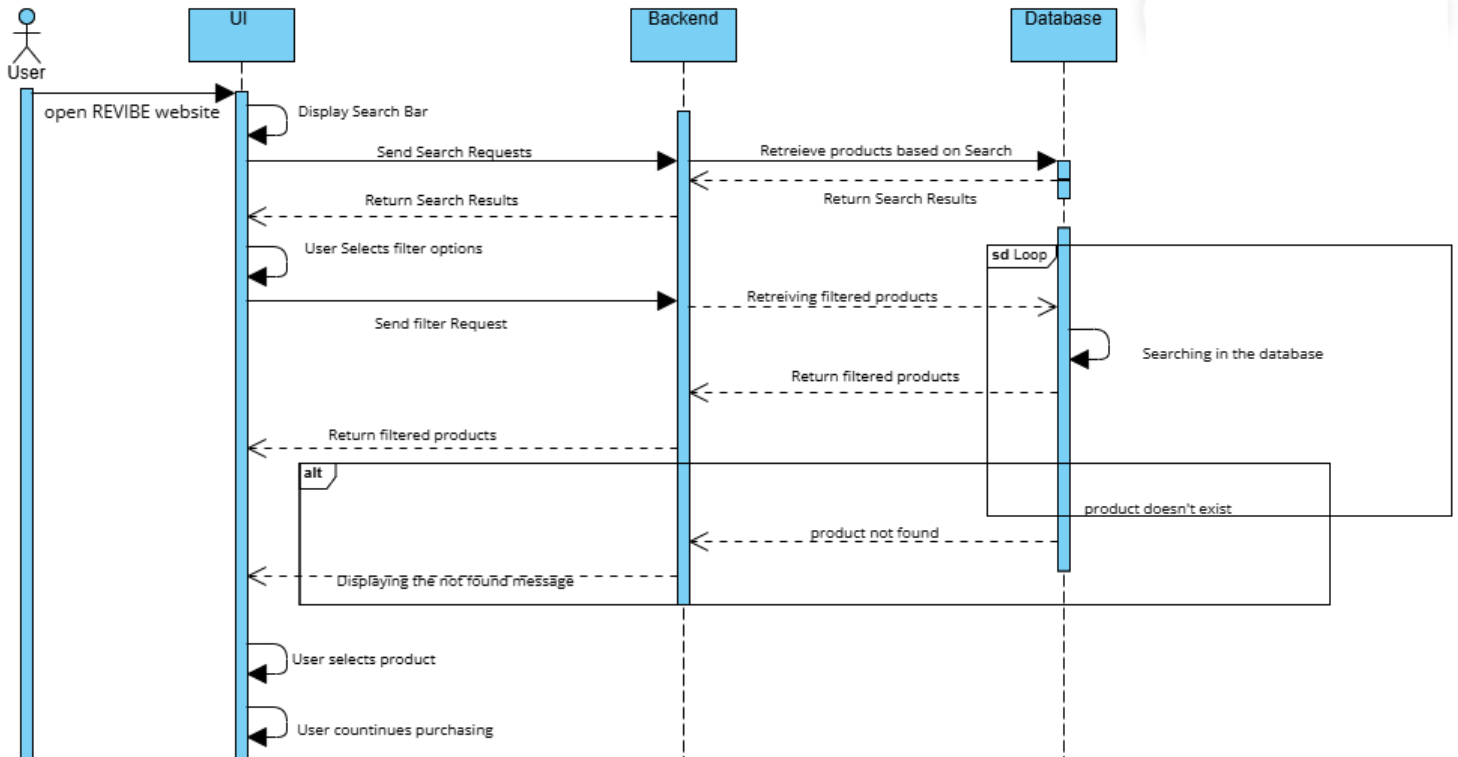 UI
Backend
Database
User
open REVIBE website
Display Search Bar
Send Search Requests
Retreieve products based on Search
Return Search Results
Return Search Results
User Selects filter options
sd Loop
Retreiving filtered products
Send filter Request
Searching in the database
Return filtered products
Return filtered products
alt
product doesn't exist
product not found
Displaying the not found message
User selects product
User countinues purchasing